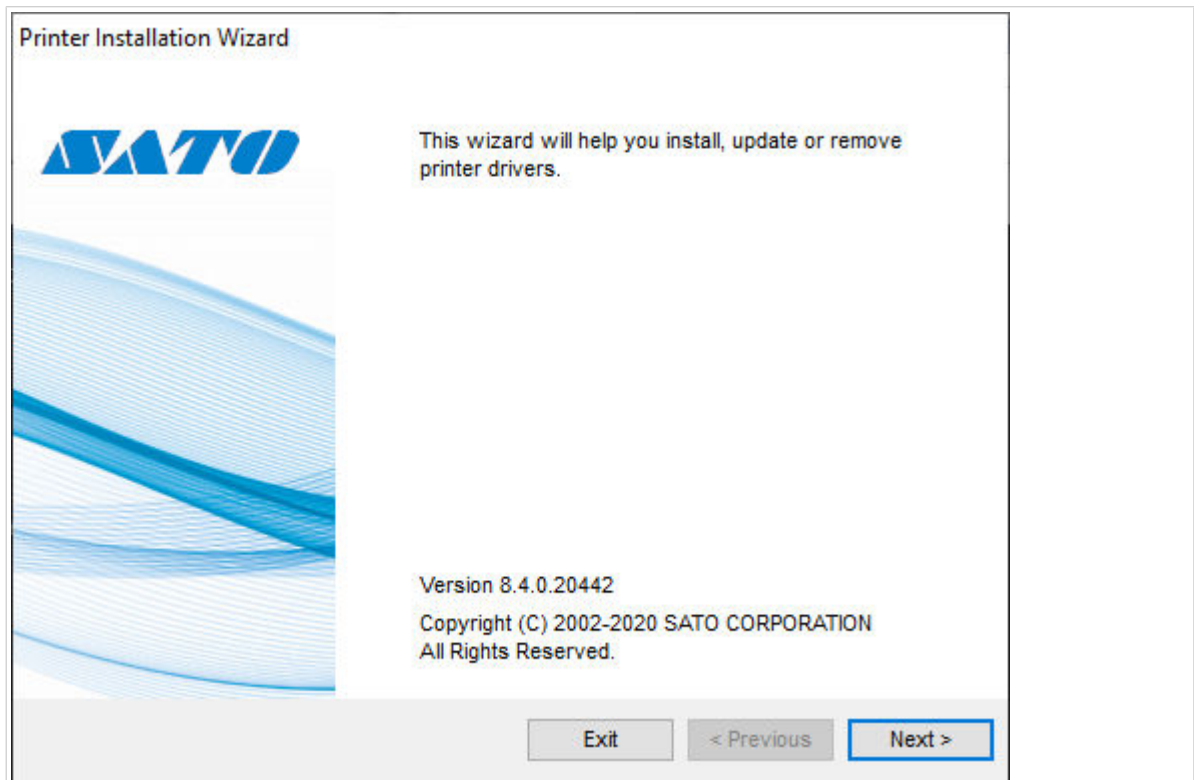 Printer Installation Wizard
SATO
This wizard will help you install, update or remove
printer drivers.
Version 8.4.0.20442
Copyright (C) 2002-2020 SATO CORPORATION
All Rights Reserved.
Exit
< Previous
Next >